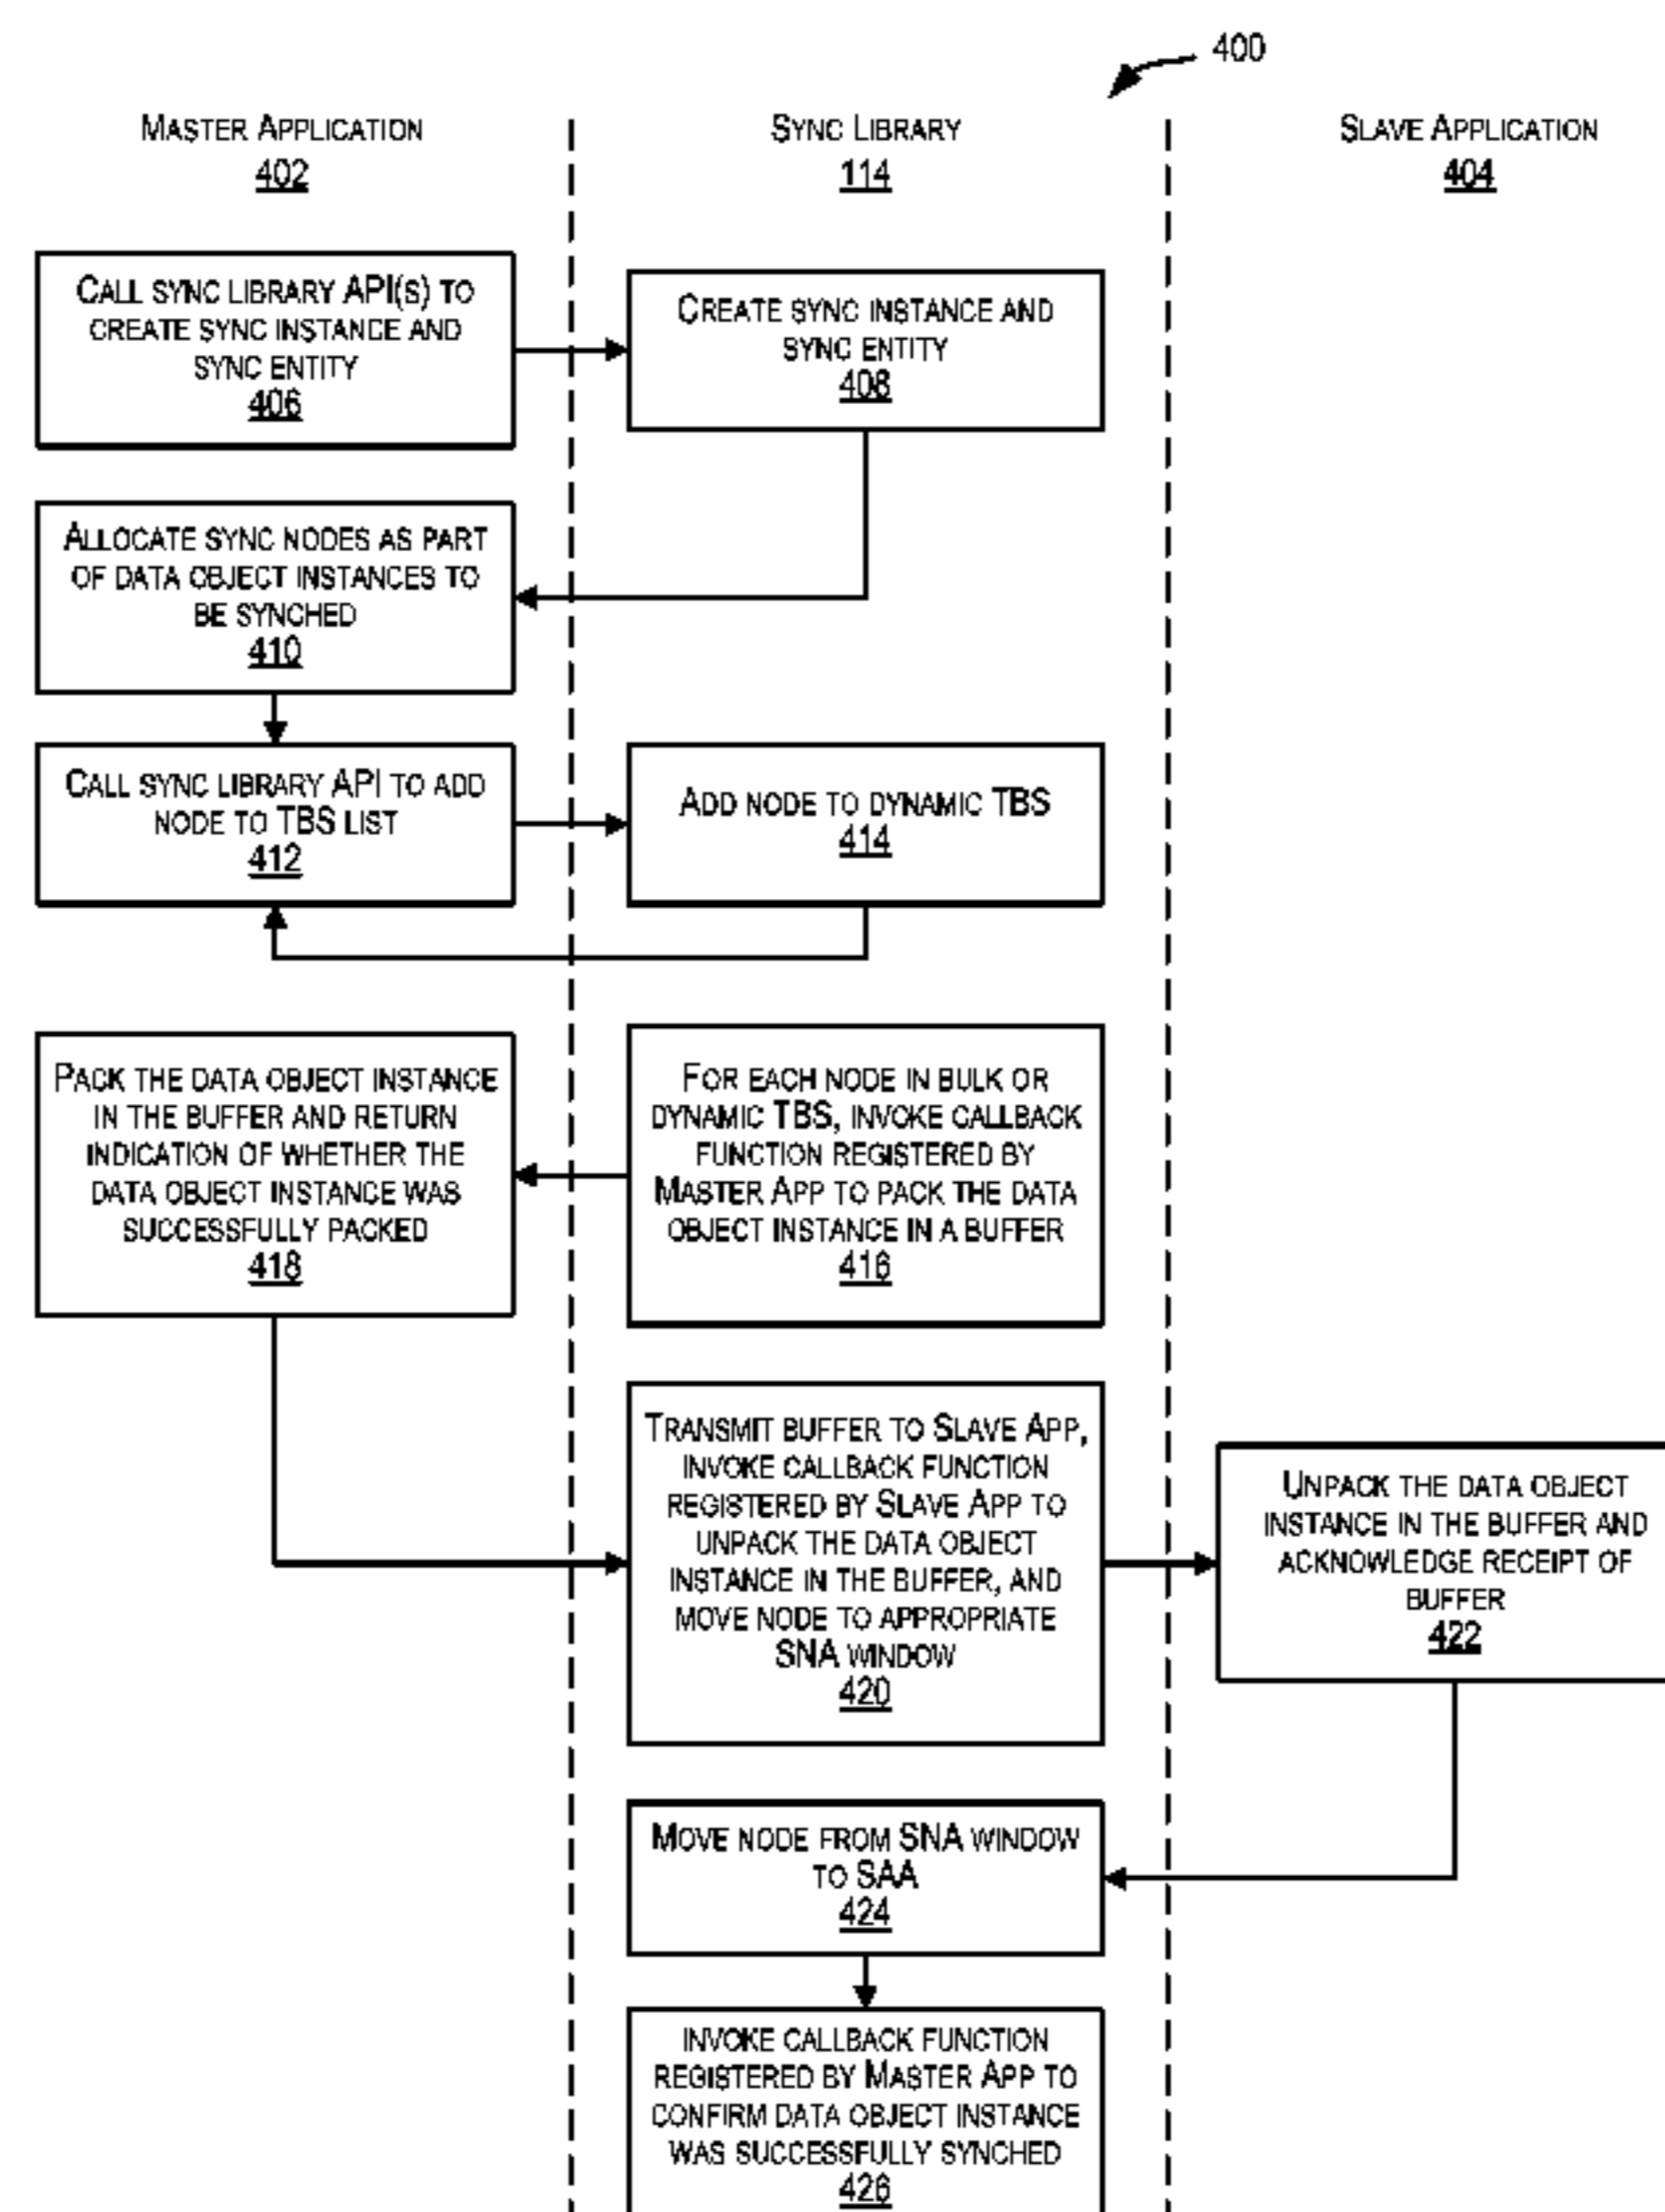 400
MASTER APPLICATION
402
SYNC LIBRARY
114
SLAVE APPLICATION
404
CALL SYNC LIBRARY API(S) TO
CREATE SYNC INSTANCE AND
SYNC ENTITY
406
CREATE SYNC INSTANCE AND
SYNC ENTITY
408
ALLOCATE SYNC NODES AS PART
OF DATA OBJECT INSTANCES TO
BE SYNCHED
410
CALL SYNC LIBRARY API TO ADD
NODE TO TBS LIST
412
ADD NODE TO DYNAMIC TBS
414
FOR EACH NODE IN BULK OR
DYNAMIC TBS, INVOKE CALLBACK
FUNCTION REGISTERED BY
MASTER APP TO PACK THE DATA
OBJECT INSTANCE IN A BUFFER
416
PACK THE DATA OBJECT INSTANCE
IN THE BUFFER AND RETURN
INDICATION OF WHETHER THE
DATA OBJECT INSTANCE WAS
SUCCESSFULLY PACKED
418
TRANSMIT BUFFER TO SLAVE APP,
INVOKE CALLBACK FUNCTION
REGISTERED BY SLAVE APP TO
UNPACK THE DATA OBJECT
INSTANCE IN THE BUFFER, AND
MOVE NODE TO APPROPRIATE
SNA WINDOW
420
UNPACK THE DATA OBJECT
INSTANCE IN THE BUFFER AND
ACKNOWLEDGE RECEIPT OF
BUFFER
422
MOVE NODE FROM SNA WINDOW
TO SAA
424
INVOKE CALLBACK FUNCTION
REGISTERED BY MASTER APP TO
CONFIRM DATA OBJECT INSTANCE
WAS SUCCESSFULLY SYNCHED
426